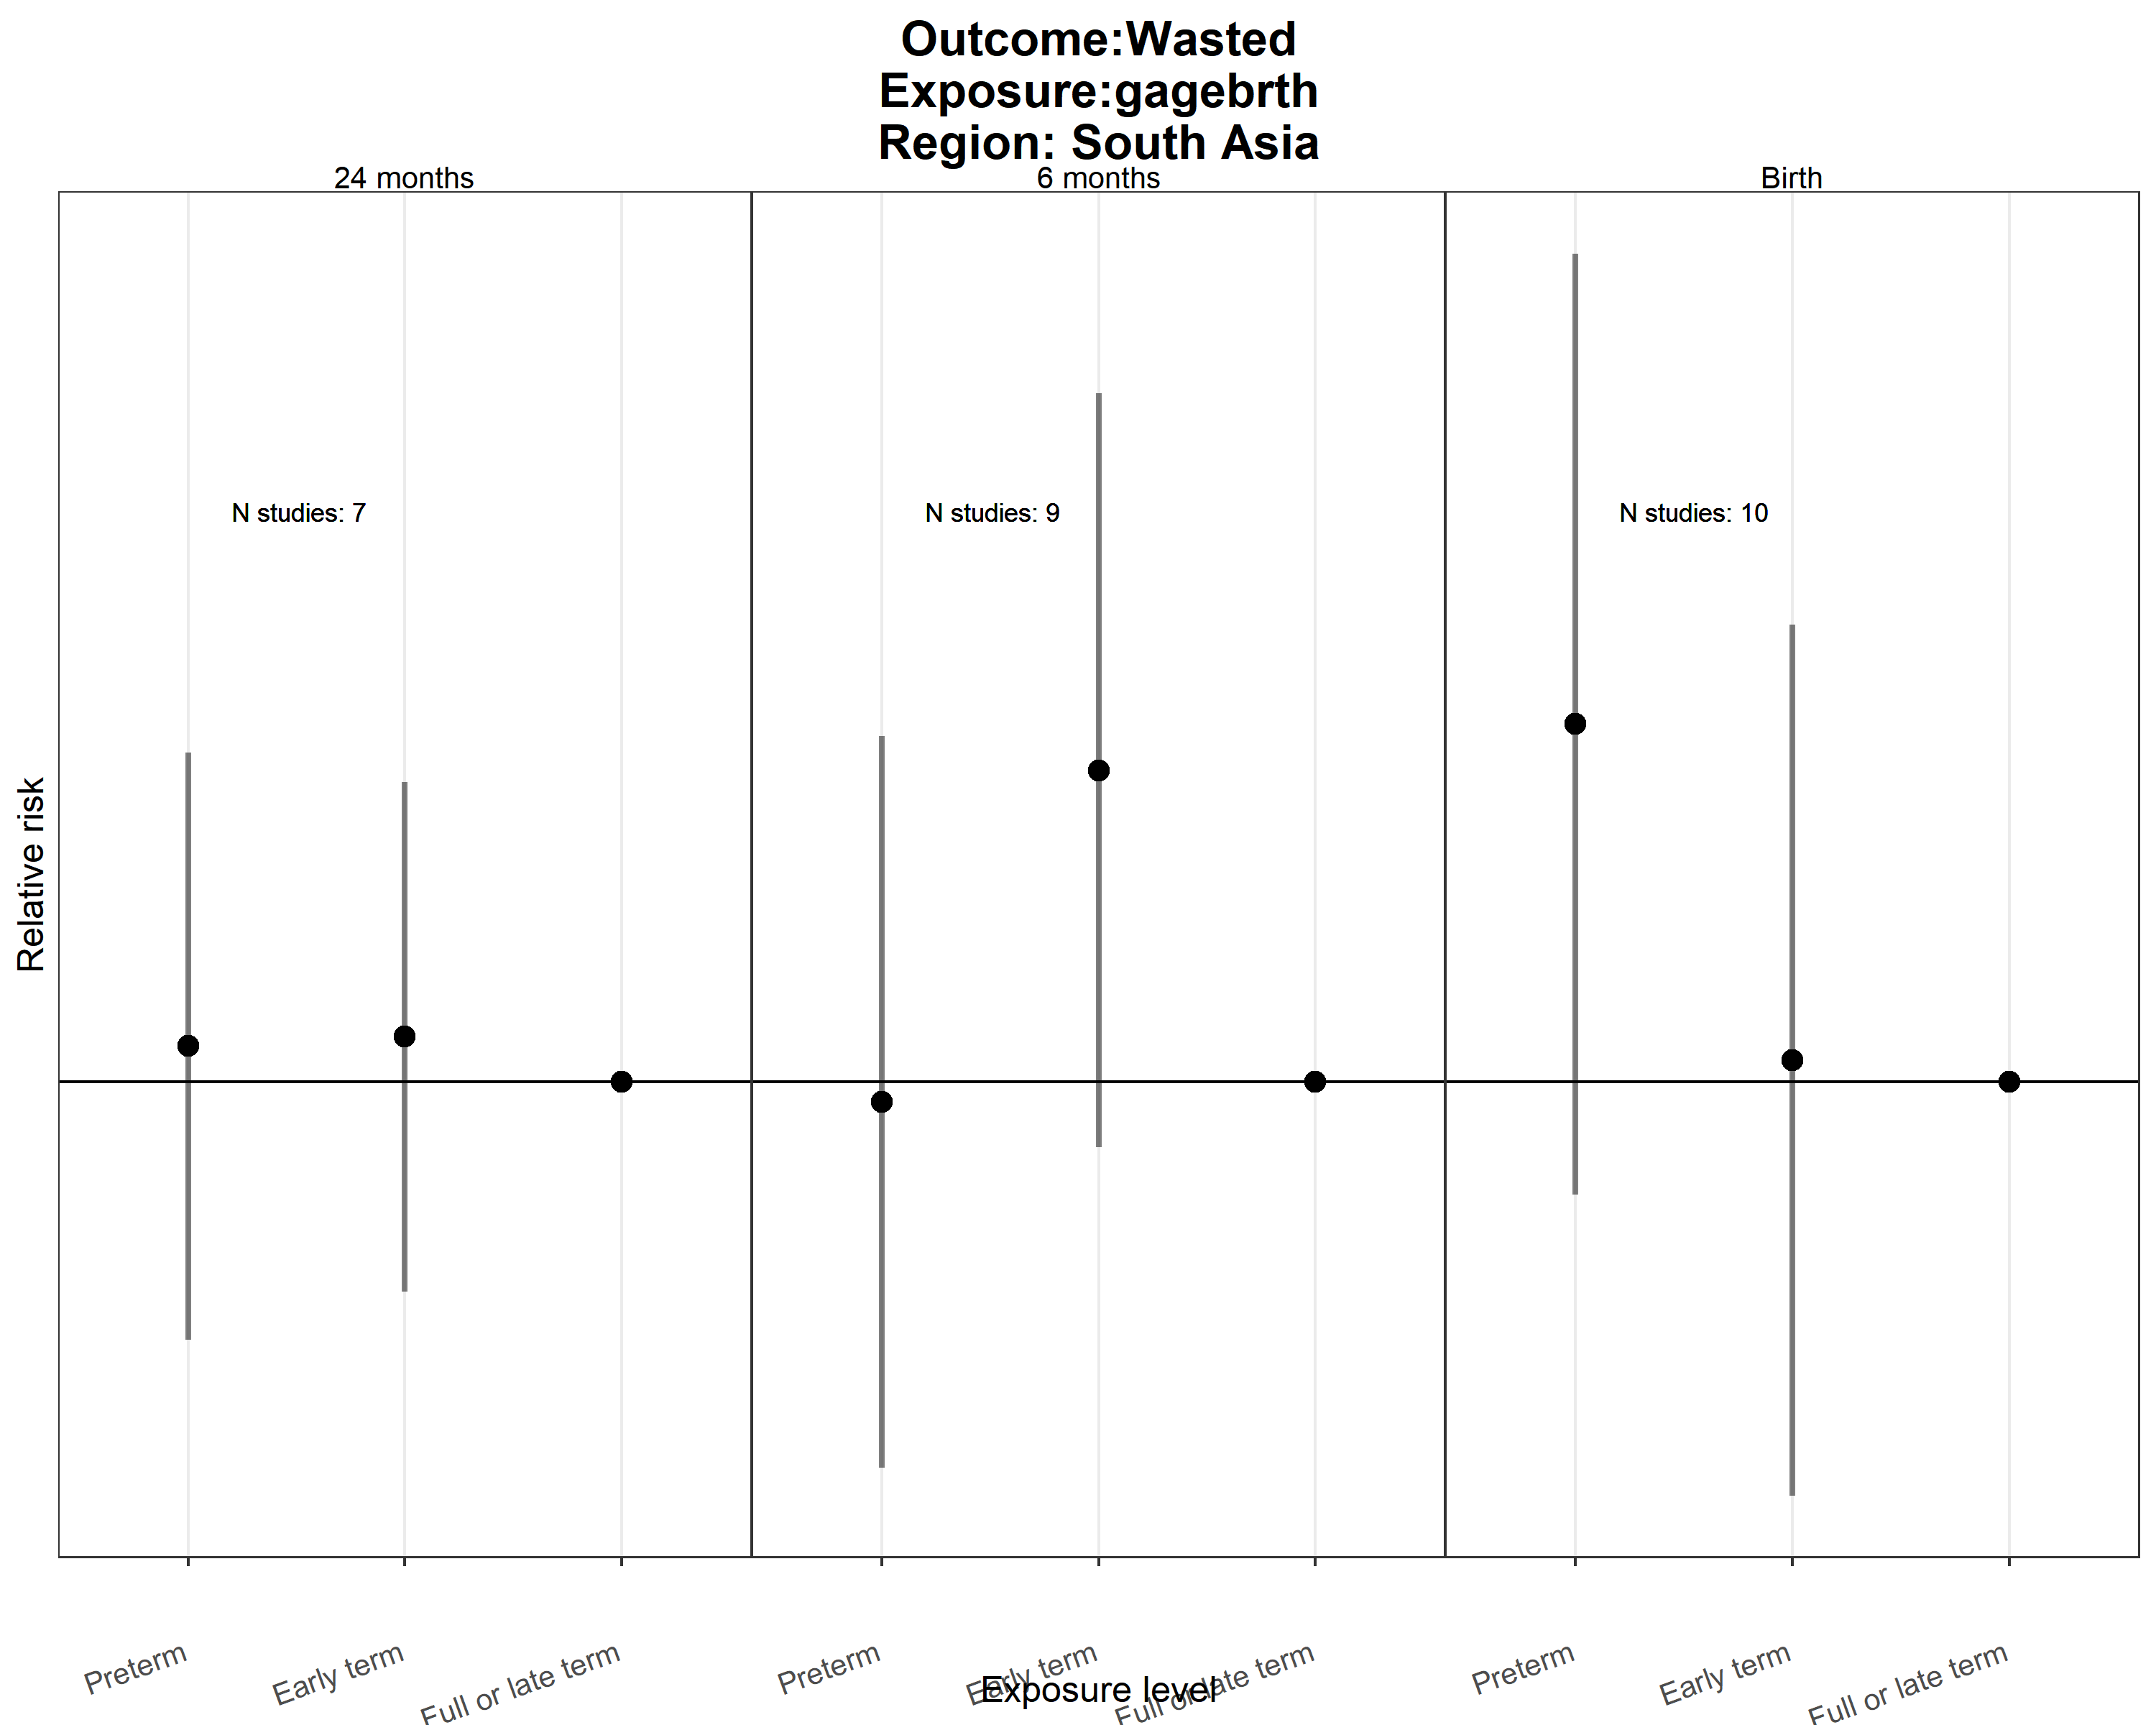 Outcome:Wasted
Exposure:gagebrth
Region: South Asia
24 months
6 months
Birth
N studies: 7
N studies: 9
N studies: 10
Relative risk
Preterm
Early term
Full or late term
Preterm
Early term
Full or late term
Preterm
Early term
Full or late term
Exposure level